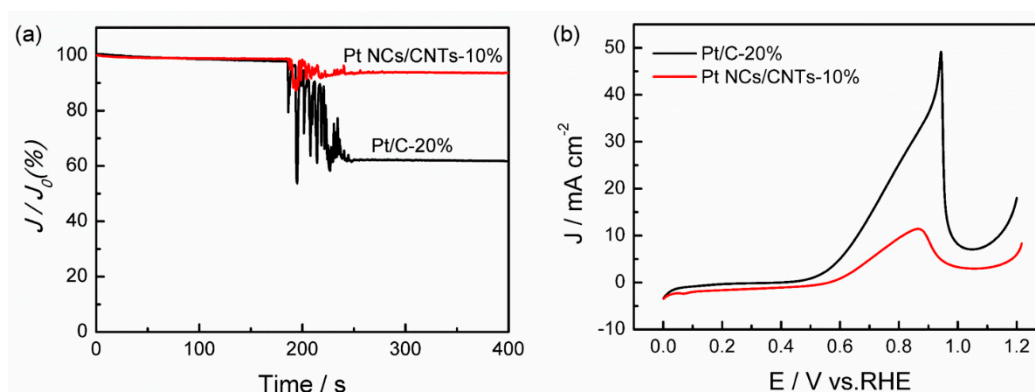 (a)
Pt NCs/CNTs-10%
Pt/C-20%
J / J0(%)
100
80
60
40
20
0
0 100 200 300 400
Time / s
(b)
Pt/C-20%
Pt NCs/CNTs-10%
J / mA cm-2
50
40
30
20
10
0
-10
0.0 0.2 0.4 0.6 0.8 1.0 1.2
E / V vs.RHE